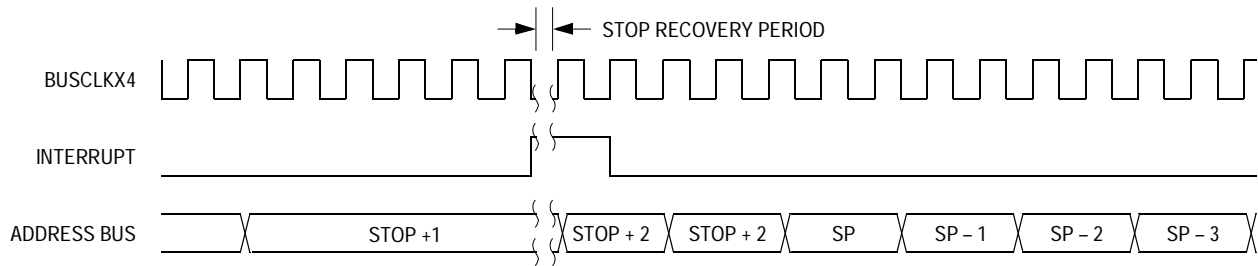 STOP RECOVERY PERIOD
BUSCLKX4
INTERRUPT
ADDRESS BUS STOP +1 STOP + 2 STOP + 2 SP SP – 1 SP – 2 SP – 3